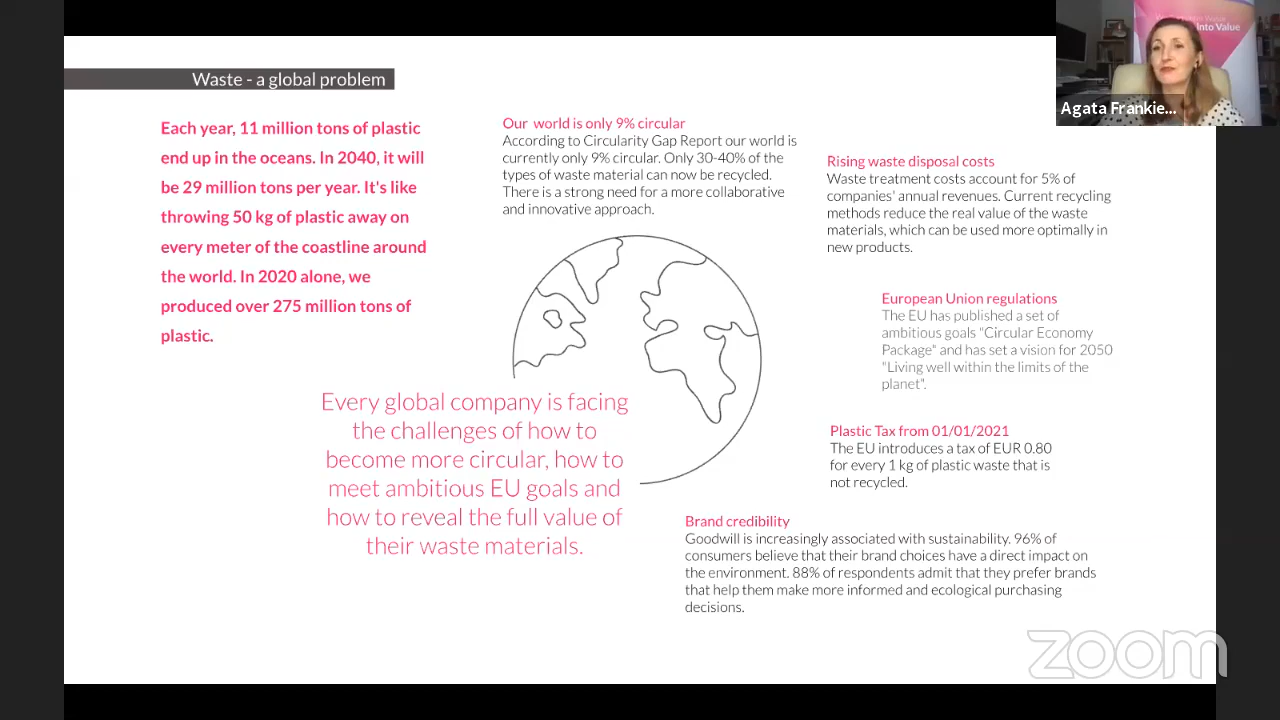 Waste - a global problem
Each year, 11 million tons of plastic
end up in the oceans. In 2040, it will
be 29 million tons per year. It's like
throwing 50 kg of plastic away on
every meter of the coastline around
the world. In 2020 alone, we
produced over 275 million tons of
plastic.
Our world is only 9% circular
According to Circularity Gap Report our world is
currently only 9% circular. Only 30-40% of the
types of waste material can now be recycled.
There is a strong need for a more collaborative
and innovative approach.
Rising waste disposal costs
Waste treatment costs account for 5% of
companies' annual revenues. Current recycling
methods reduce the real value of the waste
materials, which can be used more optimally in
new products.
European Union regulations
The EU has published a set of
ambitious goals "Circular Economy
Package" and has set a vision for 2050
"Living well within the limits of the
planet".
Every global company is facing
the challenges of how to
become more circular, how to
meet ambitious EU goals and
how to reveal the full value of
their waste materials.
Plastic Tax from 01/01/2021
The EU introduces a tax of EUR 0.80
for every 1 kg of plastic waste that is
not recycled.
Brand credibility
Goodwill is increasingly associated with sustainability. 96% of
consumers believe that their brand choices have a direct impact on
the environment. 88% of respondents admit that they prefer brands
that help them make more informed and ecological purchasing
decisions.
Into Value
Agata Frankie...
zoom